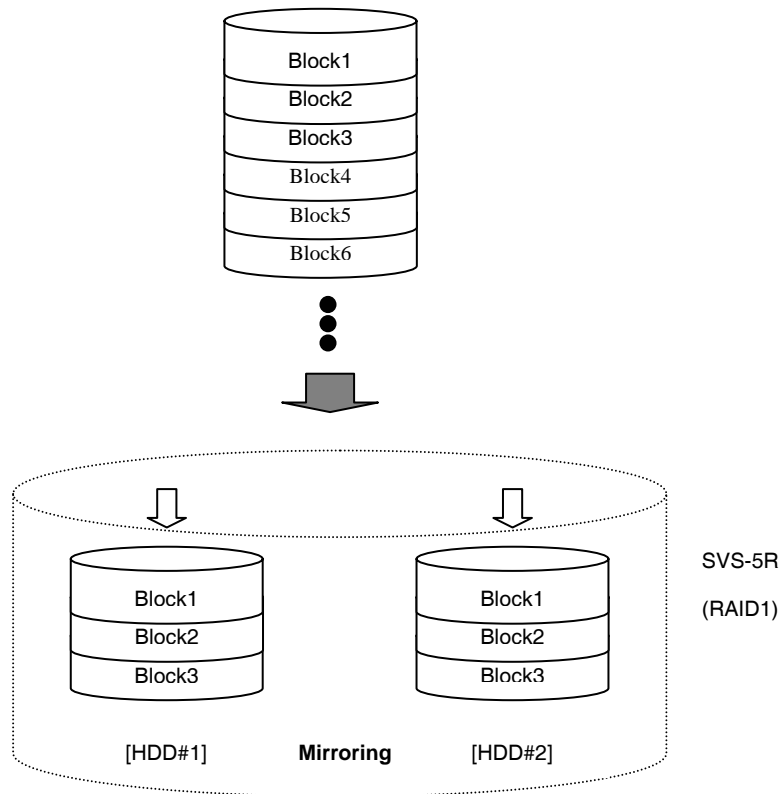 Block1
Block2
Block3
Block4
Block5
Block6
SVS-5R
(RAID1)
Block1
Block2
Block3
Block1
Block2
Block3
[HDD#1]
Mirroring
[HDD#2]